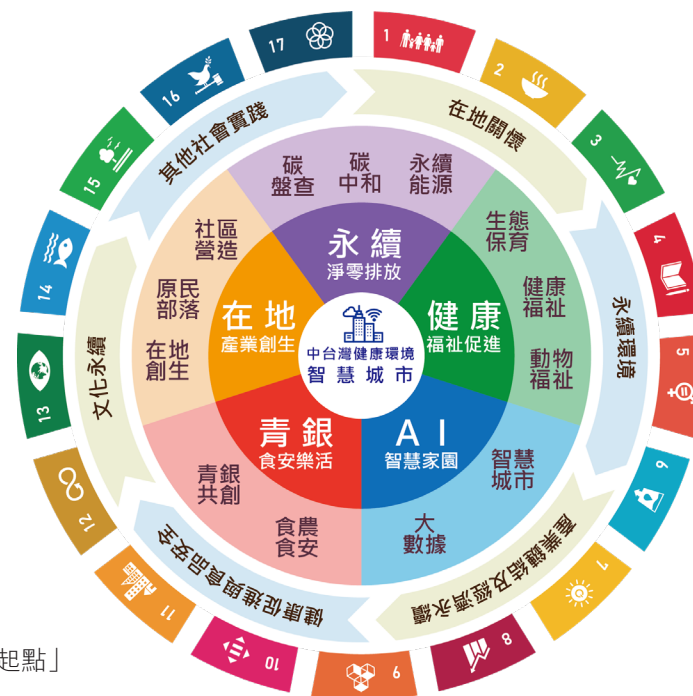 1
2
3
4
5
6
7
8
9
10
11
12
13
14
15
16
17
在地關懷
永續環境
產業鏈結及經濟永續
健康促進與食品安全
文化永續
其他社會實踐
碳
盤查
碳
中和
永續
能源
生態
保育
健康
福祉
動物
福祉
智慧
城市
大
數據
食農
食安
青銀
共創
在地
創生
原民
部落
社區
營造
永續
淨零排放
健康
福祉促進
AI
智慧家園
青銀
食安樂活
在地
產業創生
中台灣健康環境
智慧城市
起點」